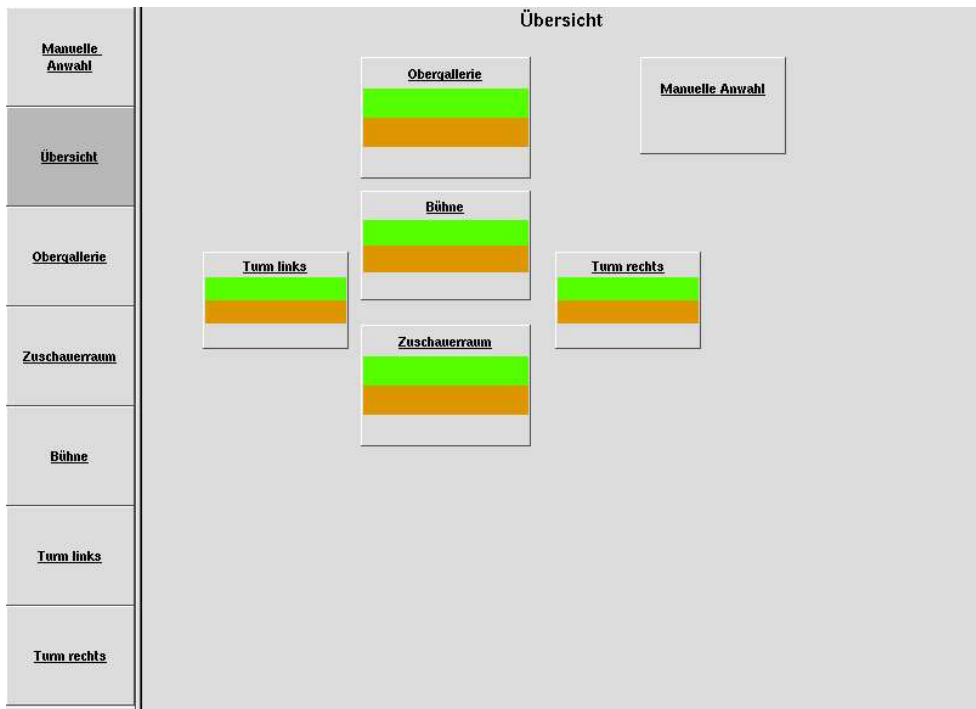 Übersicht
Manuelle
Anwahl
Übersicht
Obergallerie
Zuschauerraum
Bühne
Turm links
Turm rechts
Obergallerie
Manuelle Anwahl
Bühne
Turm links
Turm rechts
Zuschauerraum